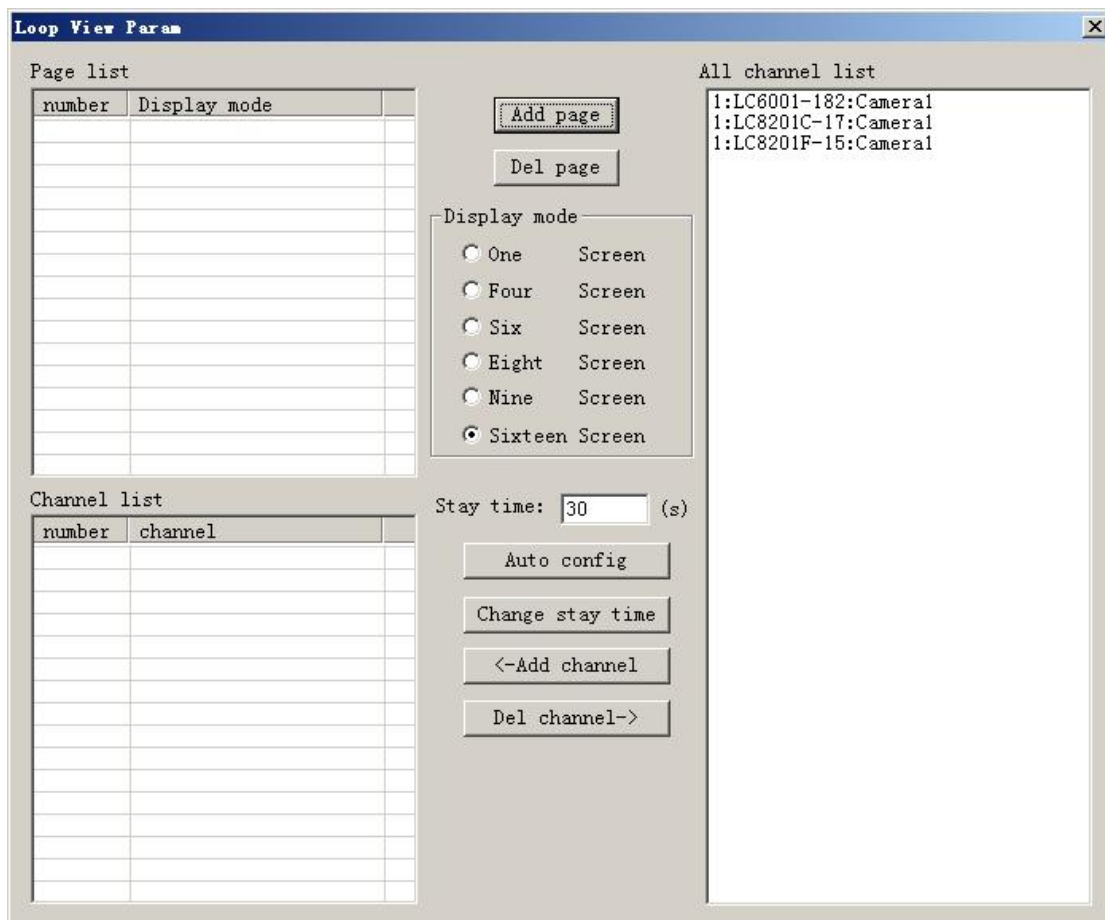 Loop View Param
Page list
number Display mode
Add page
Del page
Display mode
One Screen
Four Screen
Six Screen
Eight Screen
Nine Screen
Sixteen Screen
Channel list
number channel
Stay time: 30 (s)
Auto config
Change stay time
<-Add channel
Del channel->
All channel list
1:LC6001-182:Camera1
1:LC8201C-17:Camera1
1:LC8201F-15:Camera1